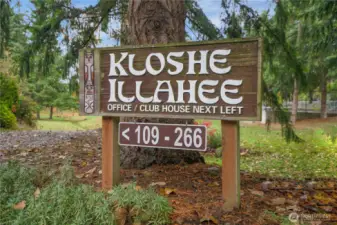 KLOSHE
ILLAHEE
OFFICE / CLUB HOUSE NEXT LEFT
< 109 - 266